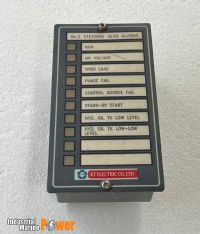 No.2 STEERING GEAR ALARMS
RUN
NO VOLTAGE
OVER LOAD
PHASE FAIL
CONTROL SOURCE FAIL
STAND-BY START
HYD. OIL TK LOW LEVEL
HYD. OIL TK LOW-LOW
LEVEL
KT ELECTRIC CO.,LTD.
Industrial
Marine Power